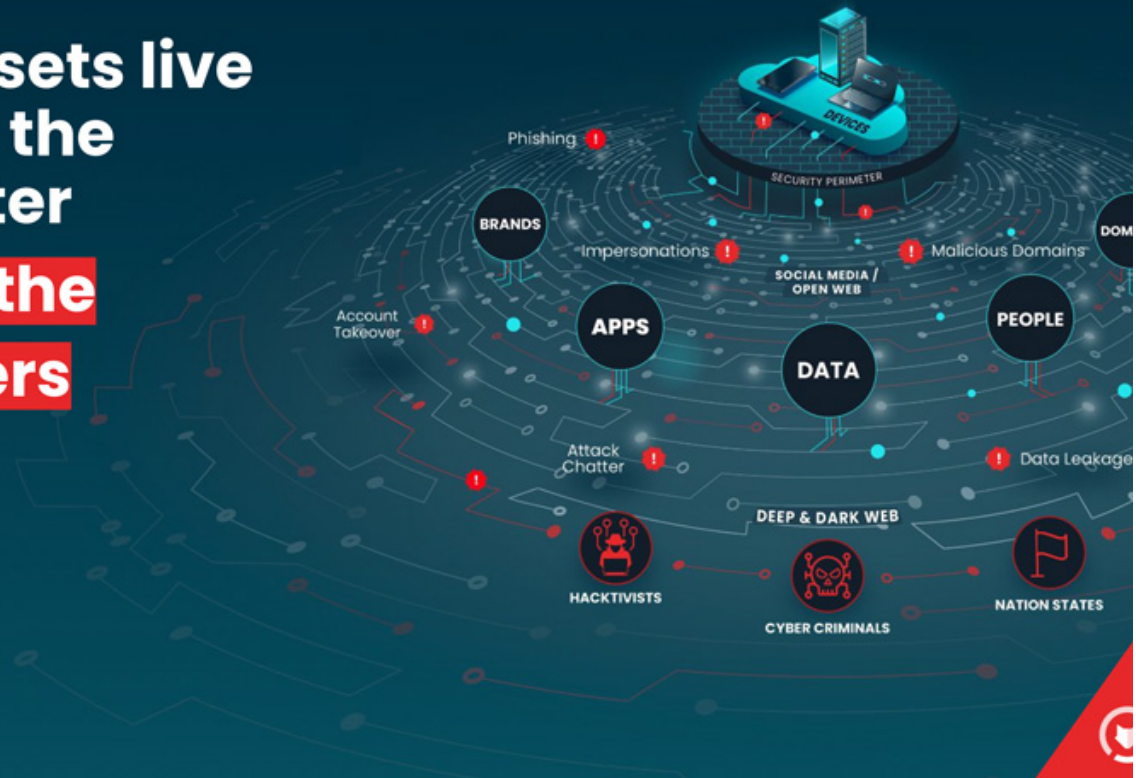 sets live
the
ter
the
ers
DEVICES
SECURITY PERIMETER
Phishing
BRANDS
DOM
Impersonations
Malicious Domains
SOCIAL MEDIA /
OPEN WEB
Account
Takeover
APPS
PEOPLE
DATA
Attack
Chatter
Data Leakage
DEEP & DARK WEB
HACKTIVISTS
NATION STATES
CYBER CRIMINALS